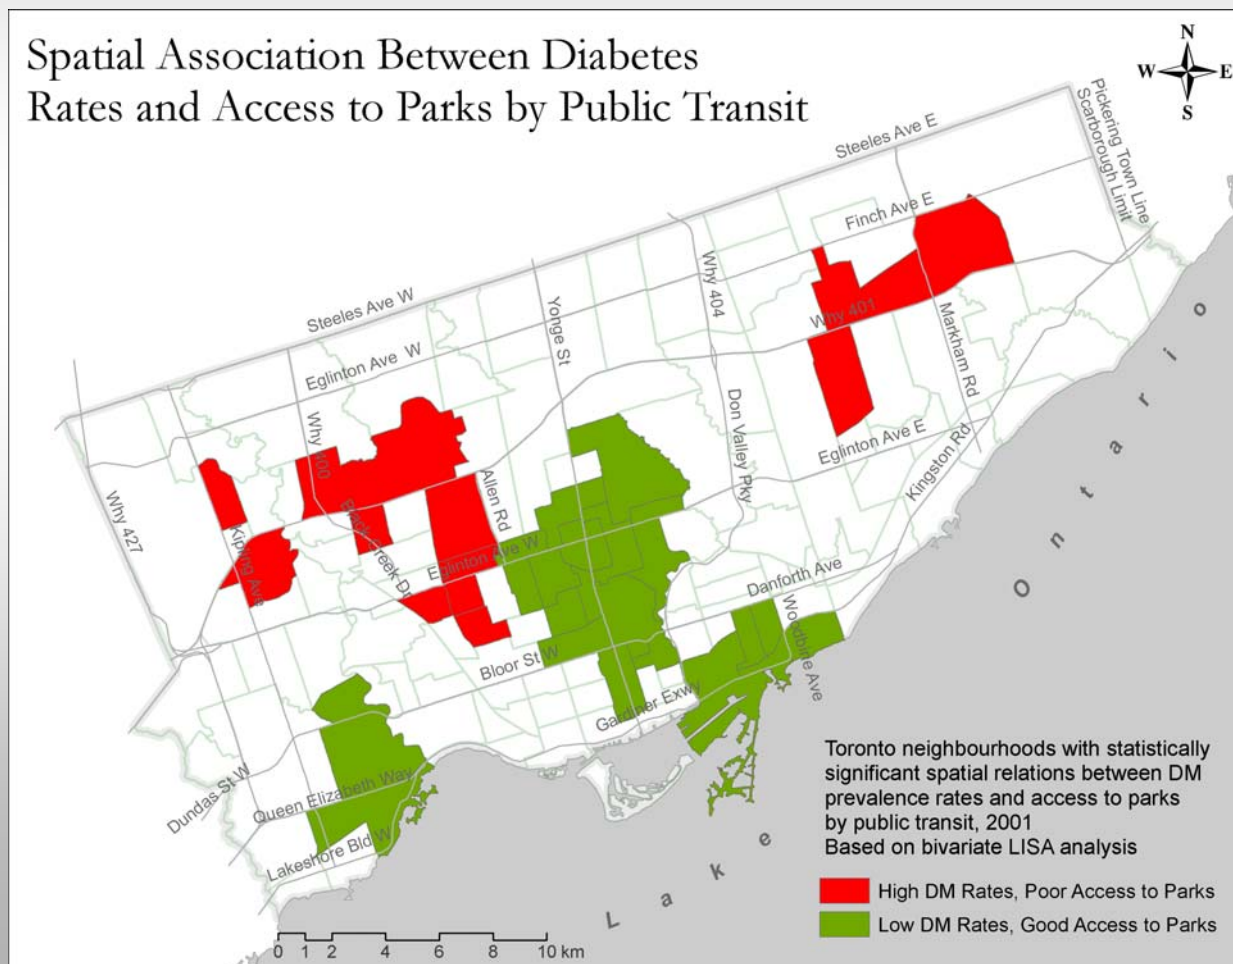 Spatial Association Between Diabetes
Rates and Access to Parks by Public Transit
N
W E
S
Pickering Town Line
Scarborough Limit
Steeles Ave E
Finch Ave E
Why 404
Why 401
Steeles Ave W
Yonge St
Eglinton Ave W
Markham Rd
Don Valley Pky
Why 400
Eglinton Ave E
Kingston Rd
Allen Rd
Why 427
Black Creek Dr
Kipling Ave
Eglinton Ave W
Danforth Ave
Woodbine Ave
Bloor St W
Gardiner Exwy
Dundas St W
Queen Elizabeth Way
Lakeshore Bld W
Lake Ontario
Toronto neighbourhoods with statistically
significant spatial relations between DM
prevalence rates and access to parks
by public transit, 2001
Based on bivariate LISA analysis
High DM Rates, Poor Access to Parks
Low DM Rates, Good Access to Parks
0 1 2 4 6 8 10 km